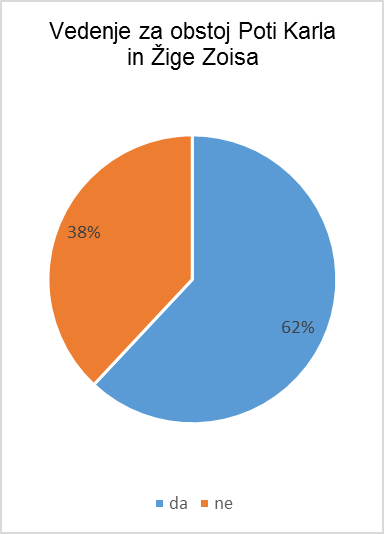 Vedenje za obstoj Poti Karla
in Žige Zoisa
38%
62%
da ne